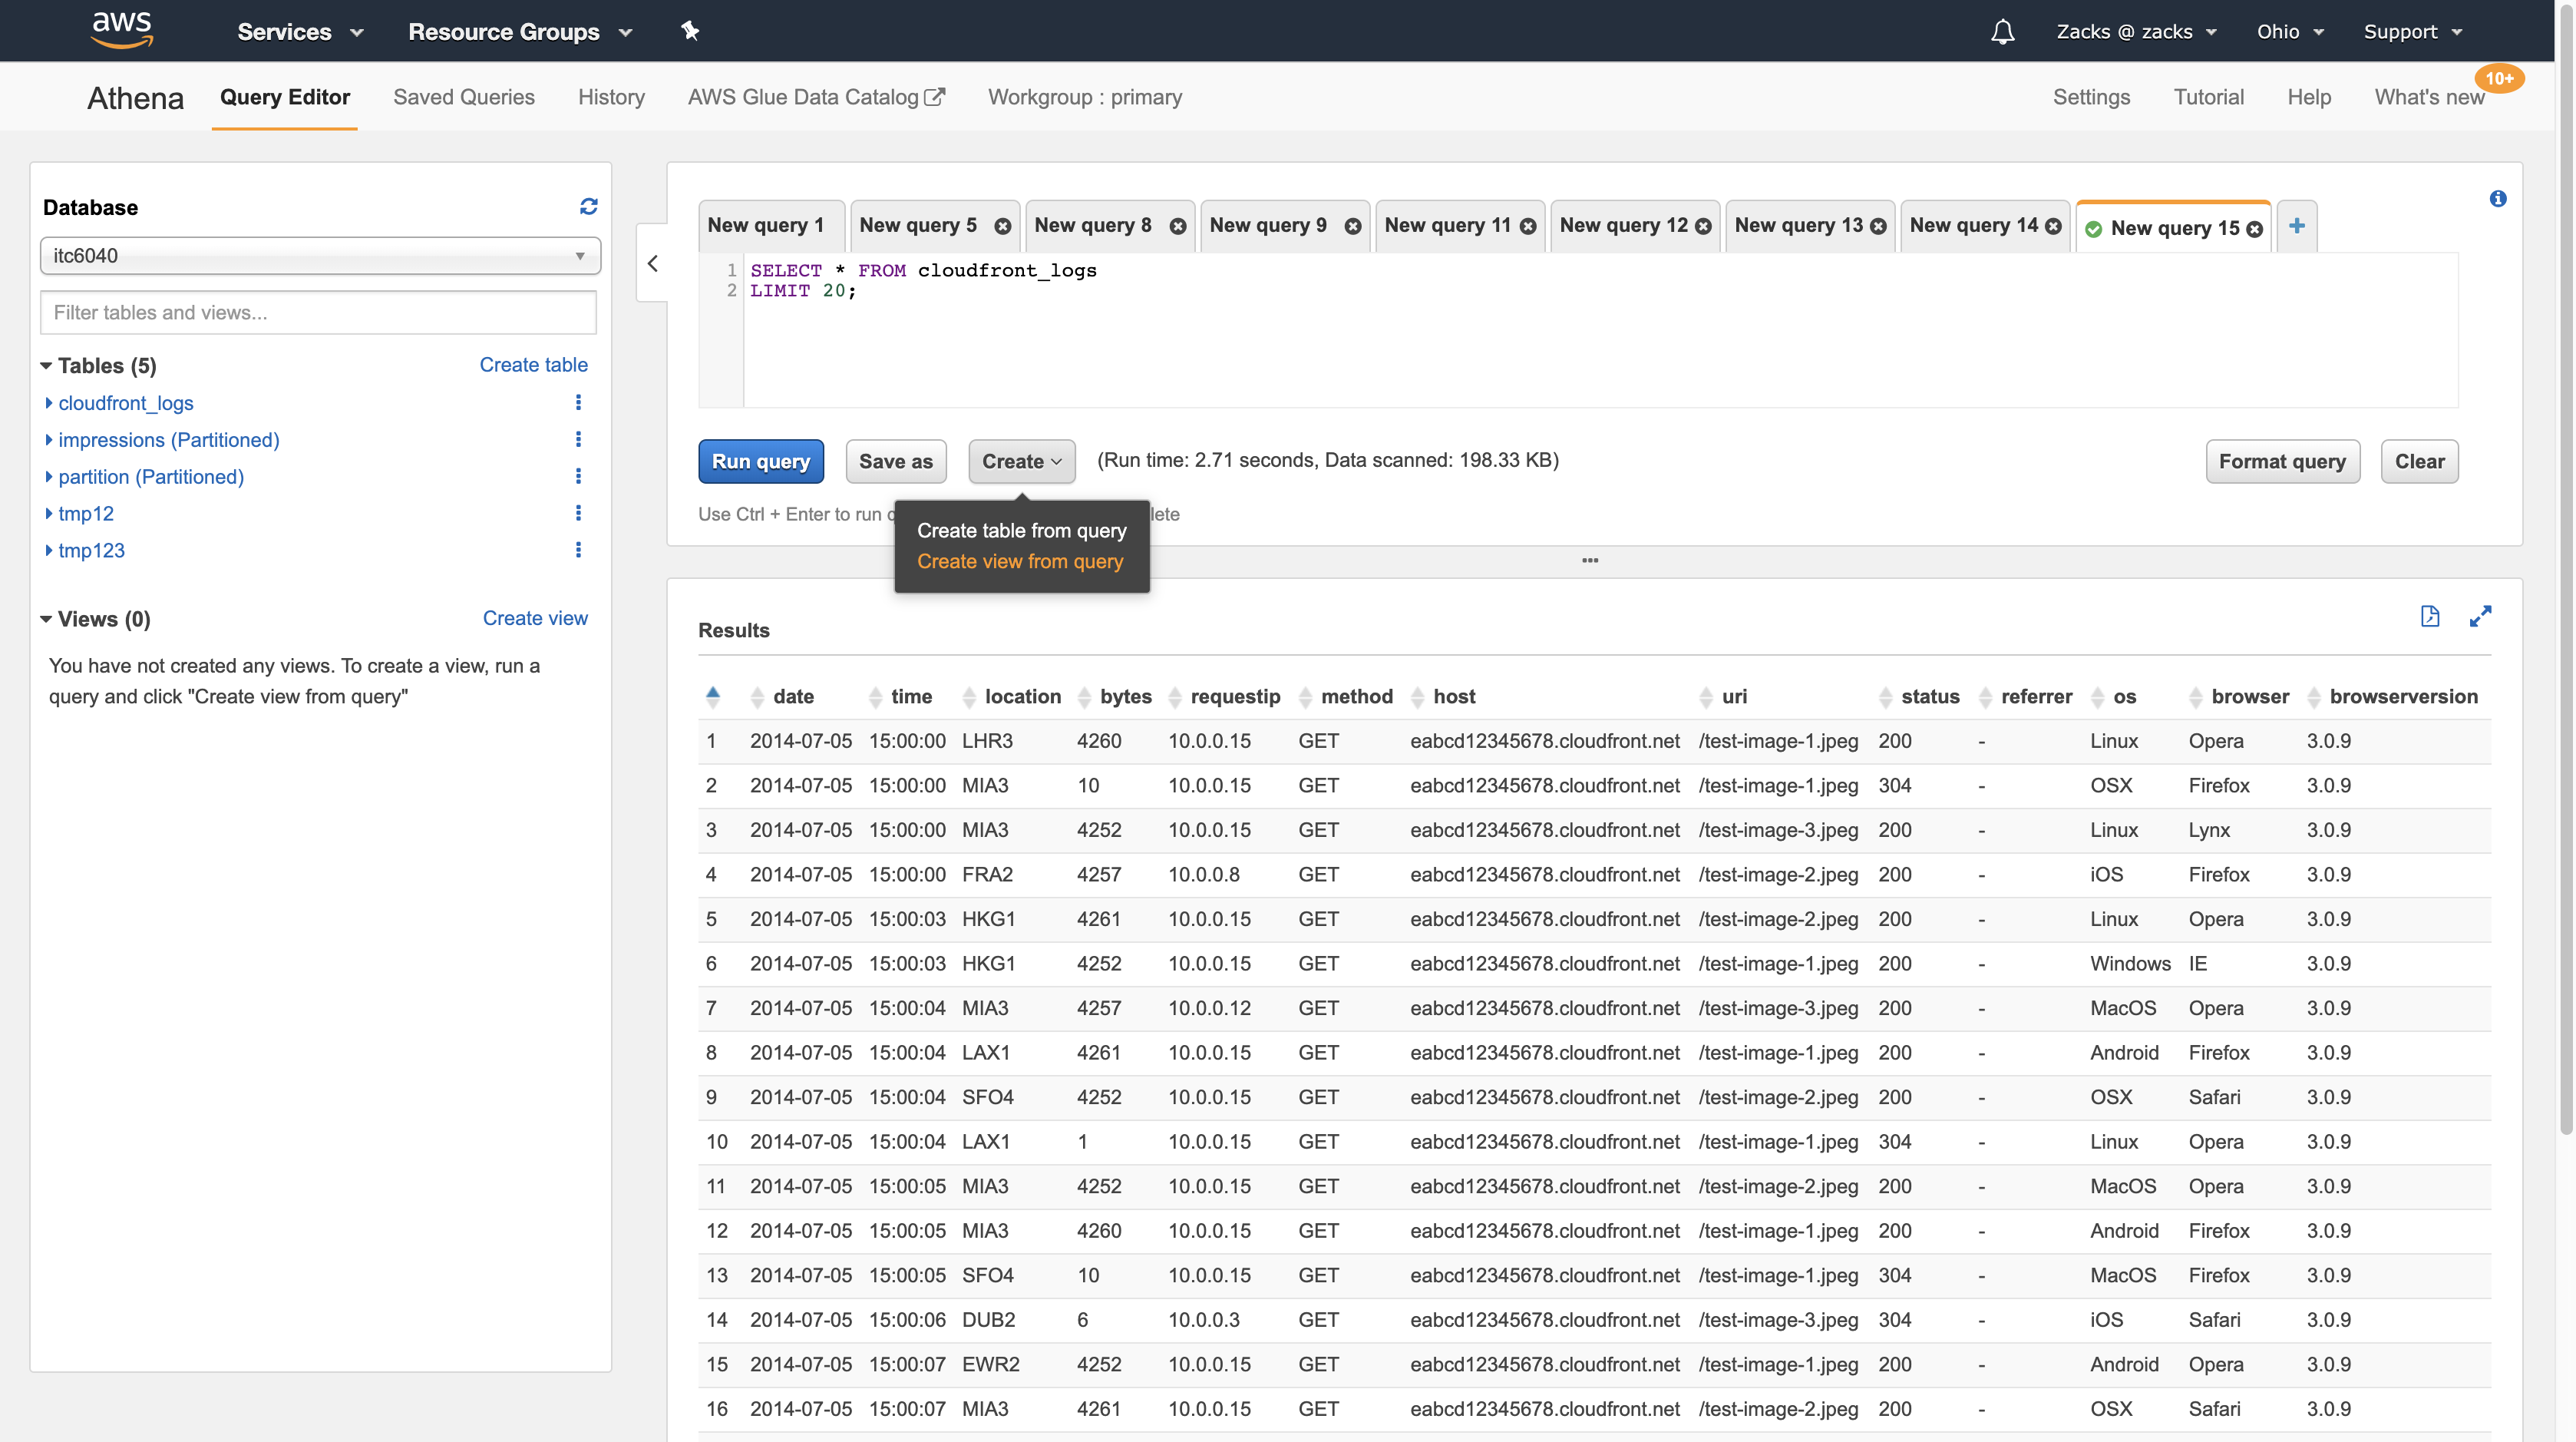 aws Services Resource Groups Zacks @ zacks Ohio Support
Athena Query Editor Saved Queries History AWS Glue Data Catalog Workgroup : primary Settings Tutorial Help What's new 10+
Database
itc6040
Filter tables and views...
Tables (5) Create table
cloudfront_logs
impressions (Partitioned)
partition (Partitioned)
tmp12
tmp123
Views (0) Create view
You have not created any views. To create a view, run a
query and click "Create view from query"
New query 1 New query 5 New query 8 New query 9 New query 11 New query 12 New query 13 New query 14 New query 15 +
1 SELECT * FROM cloudfront_logs
2 LIMIT 20;
Run query Save as Create (Run time: 2.71 seconds, Data scanned: 198.33 KB) Format query Clear
Use Ctrl + Enter to run
Create table from query
Create view from query
Results
date time location bytes requestip method host uri status referrer os browser browserversion
1 2014-07-05 15:00:00 LHR3 4260 10.0.0.15 GET eabcd12345678.cloudfront.net /test-image-1.jpeg 200 - Linux Opera 3.0.9
2 2014-07-05 15:00:00 MIA3 10 10.0.0.15 GET eabcd12345678.cloudfront.net /test-image-1.jpeg 304 - OSX Firefox 3.0.9
3 2014-07-05 15:00:00 MIA3 4252 10.0.0.15 GET eabcd12345678.cloudfront.net /test-image-3.jpeg 200 - Linux Lynx 3.0.9
4 2014-07-05 15:00:00 FRA2 4257 10.0.0.8 GET eabcd12345678.cloudfront.net /test-image-2.jpeg 200 - iOS Firefox 3.0.9
5 2014-07-05 15:00:03 HKG1 4261 10.0.0.15 GET eabcd12345678.cloudfront.net /test-image-2.jpeg 200 - Linux Opera 3.0.9
6 2014-07-05 15:00:03 HKG1 4252 10.0.0.15 GET eabcd12345678.cloudfront.net /test-image-1.jpeg 200 - Windows IE 3.0.9
7 2014-07-05 15:00:04 MIA3 4257 10.0.0.12 GET eabcd12345678.cloudfront.net /test-image-3.jpeg 200 - MacOS Opera 3.0.9
8 2014-07-05 15:00:04 LAX1 4261 10.0.0.15 GET eabcd12345678.cloudfront.net /test-image-1.jpeg 200 - Android Firefox 3.0.9
9 2014-07-05 15:00:04 SFO4 4252 10.0.0.15 GET eabcd12345678.cloudfront.net /test-image-2.jpeg 200 - OSX Safari 3.0.9
10 2014-07-05 15:00:04 LAX1 1 10.0.0.15 GET eabcd12345678.cloudfront.net /test-image-1.jpeg 304 - Linux Opera 3.0.9
11 2014-07-05 15:00:05 MIA3 4252 10.0.0.15 GET eabcd12345678.cloudfront.net /test-image-2.jpeg 200 - MacOS Opera 3.0.9
12 2014-07-05 15:00:05 MIA3 4260 10.0.0.15 GET eabcd12345678.cloudfront.net /test-image-1.jpeg 200 - Android Firefox 3.0.9
13 2014-07-05 15:00:05 SFO4 10 10.0.0.15 GET eabcd12345678.cloudfront.net /test-image-1.jpeg 304 - MacOS Firefox 3.0.9
14 2014-07-05 15:00:06 DUB2 6 10.0.0.3 GET eabcd12345678.cloudfront.net /test-image-3.jpeg 304 - iOS Safari 3.0.9
15 2014-07-05 15:00:07 EWR2 4252 10.0.0.15 GET eabcd12345678.cloudfront.net /test-image-1.jpeg 200 - Android Opera 3.0.9
16 2014-07-05 15:00:07 MIA3 4261 10.0.0.15 GET eabcd12345678.cloudfront.net /test-image-2.jpeg 200 - OSX Safari 3.0.9